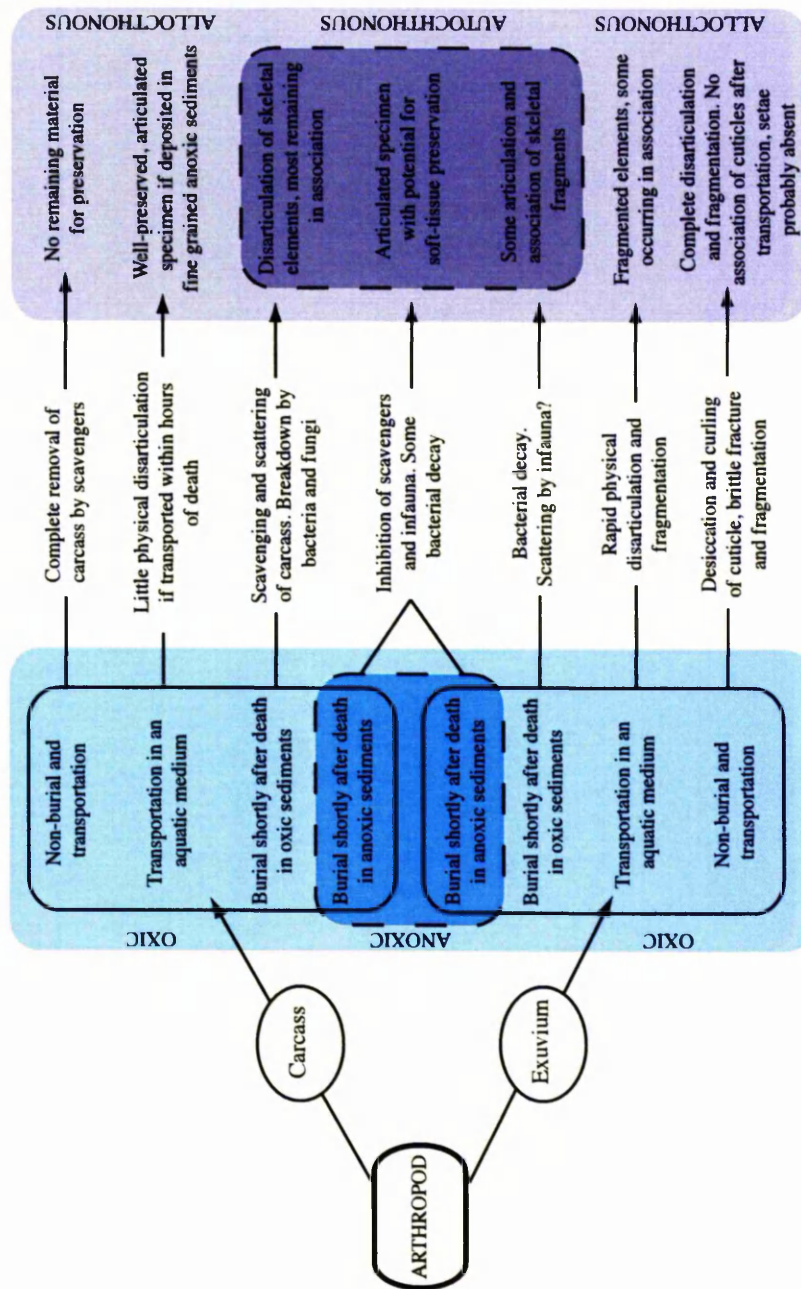 ARTHROPOD
Carcass
Exuvium
OXIC
ANOXIC
OXIC
Non-burial and
transportation
Transportation in an
aquatic medium
Burial shortly after death
in oxic sediments
Burial shortly after death
in anoxic sediments
Burial shortly after death
in anoxic sediments
Burial shortly after death
in oxic sediments
Transportation in an
aquatic medium
Non-burial and
transportation
Complete removal of
carcass by scavengers
Little physical disarticulation
if transported within hours
of death
Scavenging and scattering
of carcass. Breakdown by
bacteria and fungi
Inhibition of scavengers
and infauna. Some
bacterial decay
Bacterial decay.
Scattering by infauna?
Rapid physical
disarticulation and
fragmentation
Desiccation and curling
of cuticle, brittle fracture
and fragmentation
No remaining material
for preservation
Well-preserved, articulated
specimen if deposited in
fine grained anoxic sediments
Disarticulation of skeletal
elements, most remaining
in association
Articulated specimen
with potential for
soft-tissue preservation
Some articulation and
association of skeletal
fragments
Fragmented elements, some
occurring in association
Complete disarticulation
and fragmentation. No
association of cuticles after
transportation, setae
probably absent
ALLOCTHONOUS
AUTOCHTHONOUS
ALLOCTHONOUS